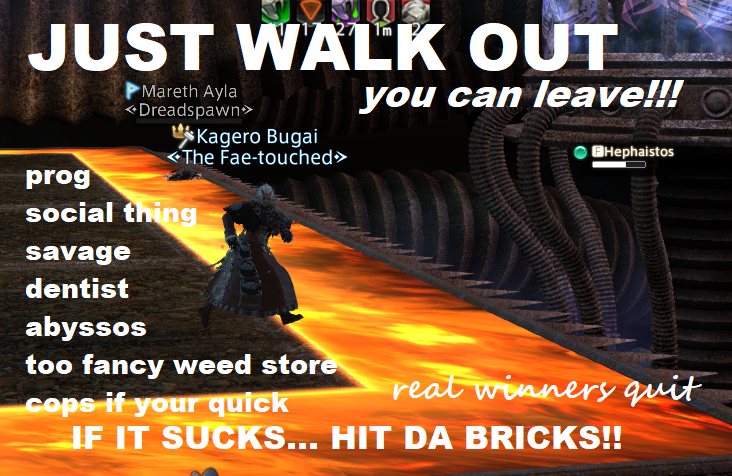 JUST WALK OUT
you can leave!!!
Mareth Ayla
«Dreadspawn»
Kagero Bugai
«The Fae-touched»
Hephaistos
prog
social thing
savage
dentist
abyssos
too fancy weed store
cops if your quick
real winners quit
IF IT SUCKS... HIT DA BRICKS!!